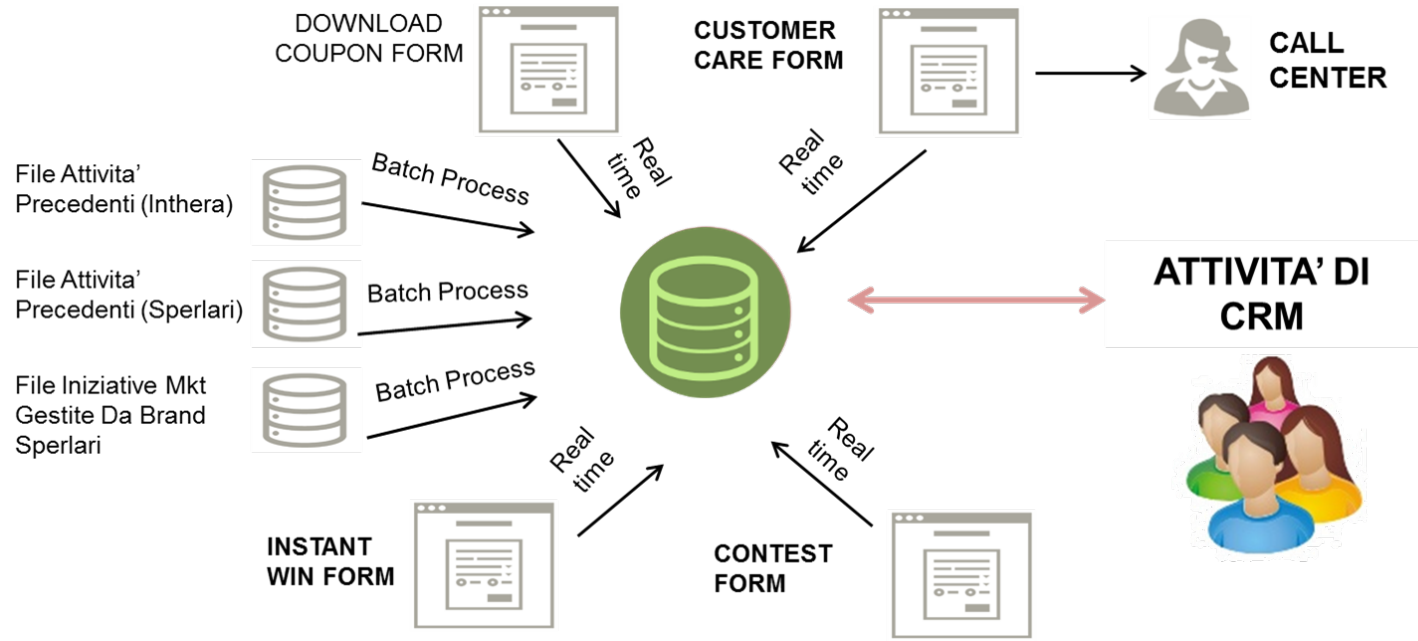 DOWNLOAD
COUPON FORM
CUSTOMER
CARE FORM
CALL
CENTER
Real
time
Real
time
File Attivita’
Precedenti (Inthera)
Batch Process
File Attivita’
Precedenti (Sperlari)
Batch Process
File Iniziative Mkt
Gestite Da Brand
Sperlari
Batch Process
ATTIVITA’ DI
CRM
Real
time
Real
time
INSTANT
WIN FORM
CONTEST
FORM